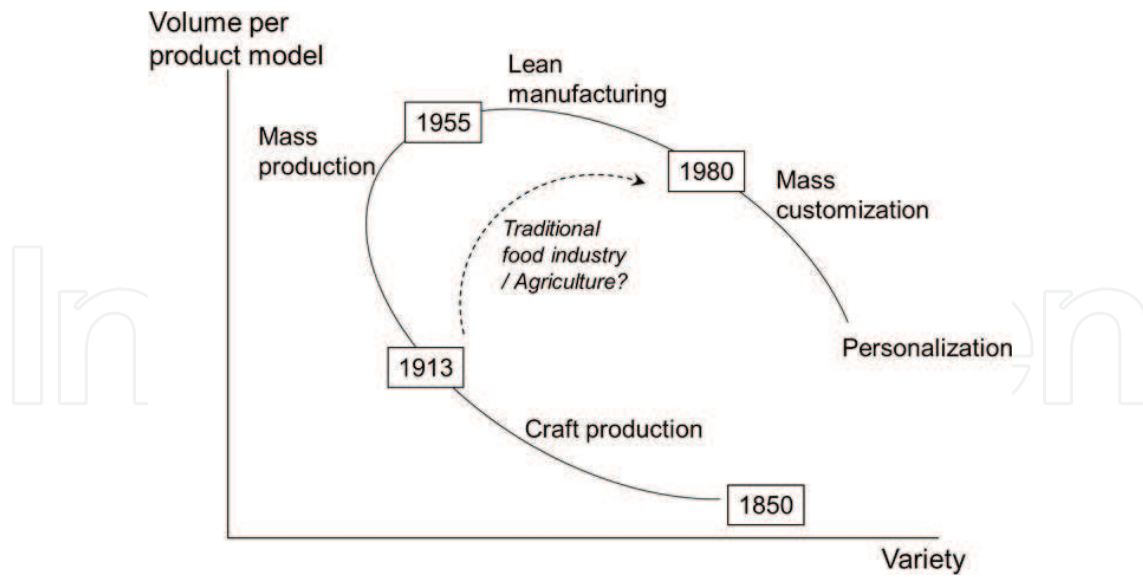 Volume per
product model
Lean
manufacturing
1955
Mass
production
1980
Mass
customization
Traditional
food industry
/ Agriculture?
Personalization
1913
Craft production
1850
Variety